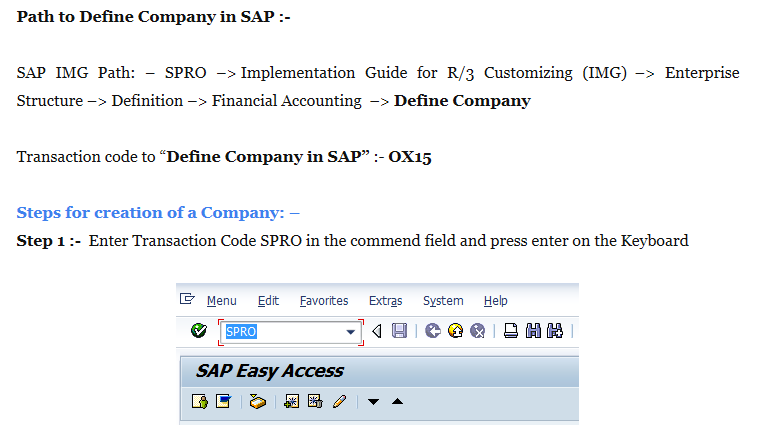 Path to Define Company in SAP :-
SAP IMG Path: – SPRO –> Implementation Guide for R/3 Customizing (IMG) –> Enterprise
Structure –> Definition –> Financial Accounting –> Define Company
Transaction code to “Define Company in SAP” :- OX15
Steps for creation of a Company: –
Step 1 :- Enter Transaction Code SPRO in the commend field and press enter on the Keyboard
Menu Edit Favorites Extras System Help
SPRO
SAP Easy Access